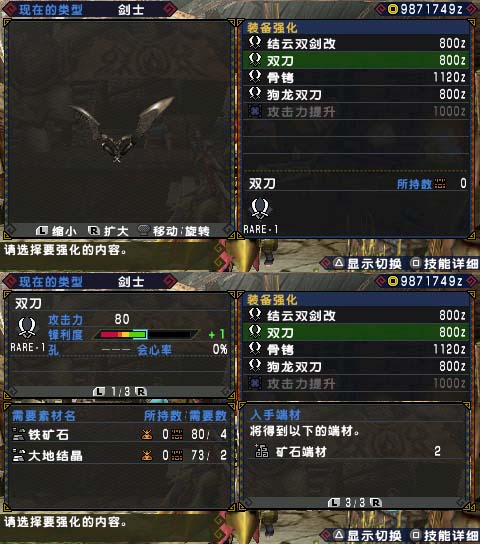 现在的类型 剑士
9871749z
装备强化
结云双剑改 800z
双刀 800z
骨铸 1120z
狗龙双刀 800z
攻击力提升 1000z
双刀 所持数 0
RARE-1
L 缩小 R 扩大 移动/旋转
请选择要强化的内容。
△显示切换 □技能详细
现在的类型 剑士
9871749z
双刀
RARE-1
攻击力 80
锋利度 +1
孔 --- 会心率 0%
L 1/3 R
装备强化
结云双剑改 800z
双刀 800z
骨铸 1120z
狗龙双刀 800z
攻击力提升 1000z
需要素材名 所持数/需要数
铁矿石 0 80/ 4
大地结晶 0 73/ 2
入手端材
将得到以下的端材。
矿石端材 2
L 3/3 R
请选择要强化的内容。
△显示切换 □技能详细